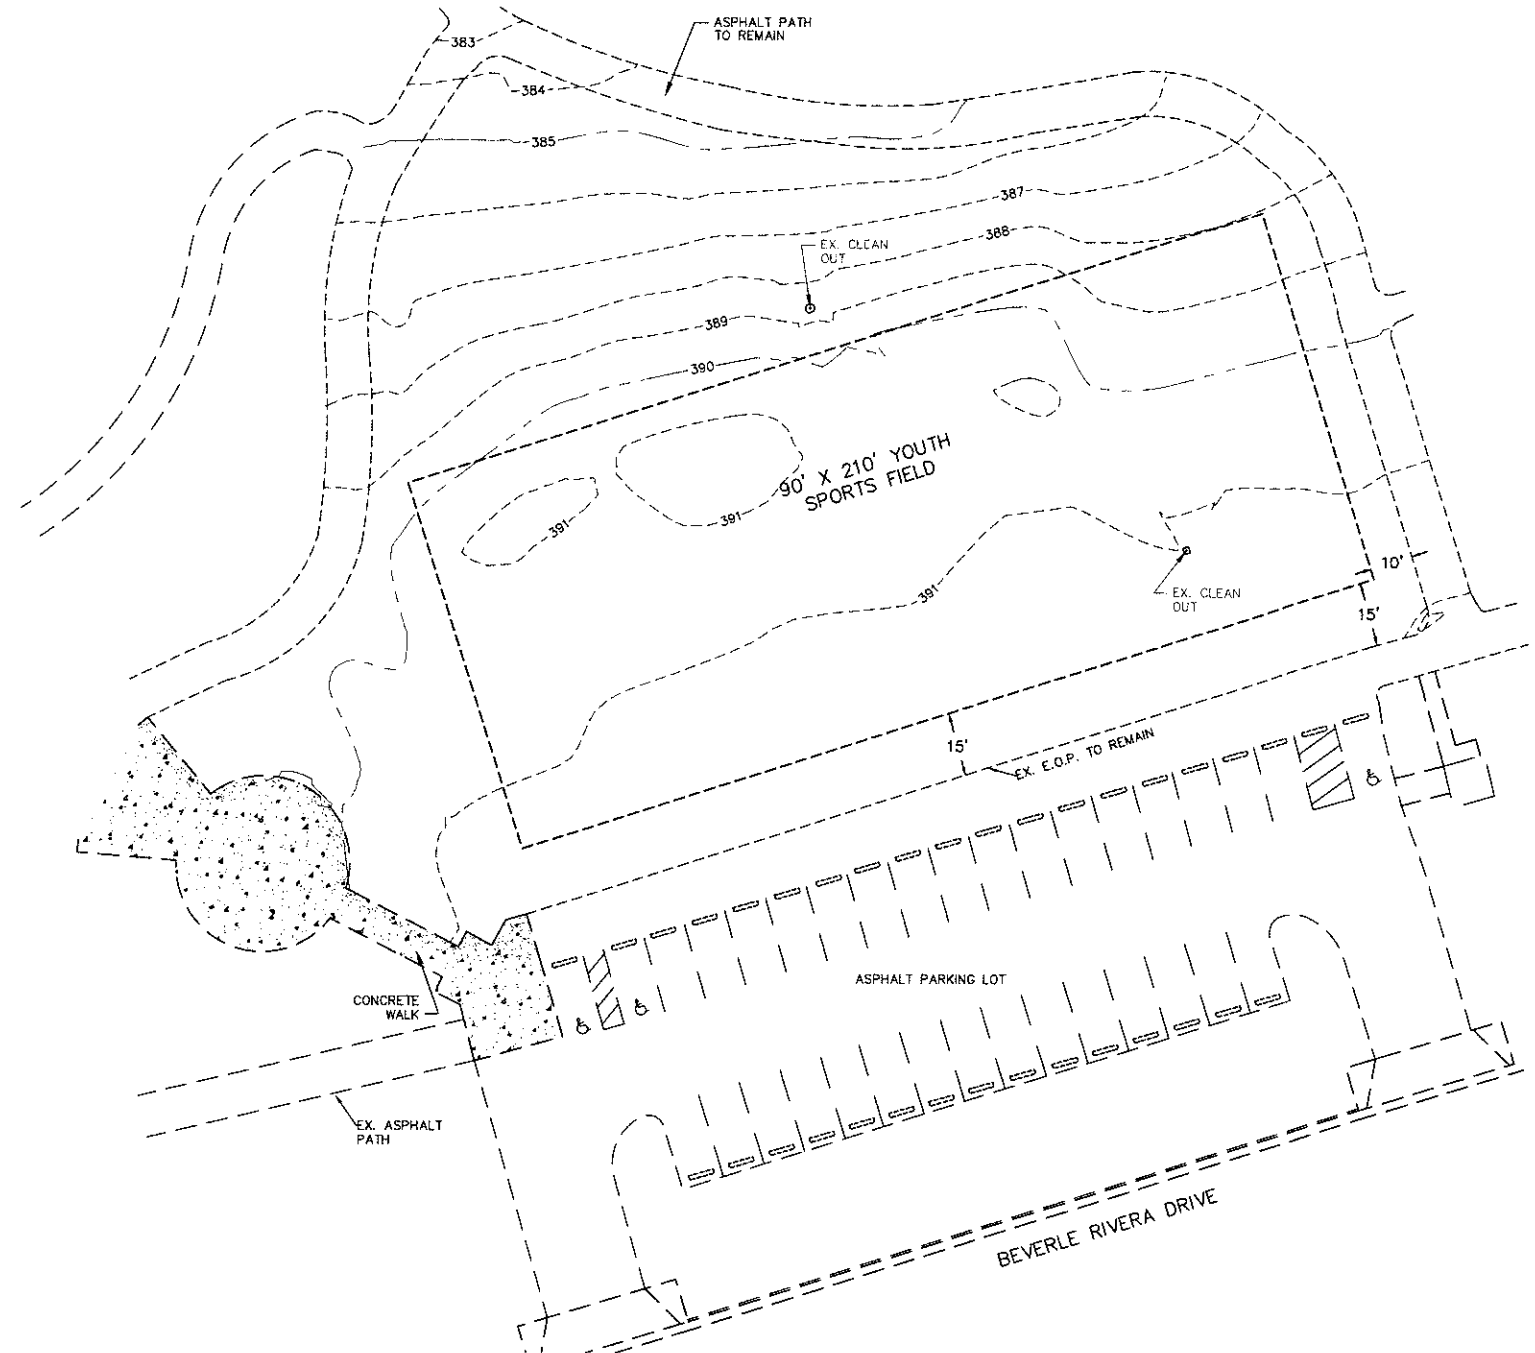 383
ASPHALT PATH
TO REMAIN
384
385
387
388
EX. CLEAN
OUT
389
390
90' X 210' YOUTH
SPORTS FIELD
391
391
391
10'
EX. CLEAN
OUT
15'
15'
EX. E.O.P. TO REMAIN
ASPHALT PARKING LOT
CONCRETE
WALK
EX. ASPHALT
PATH
BEVERLE RIVERA DRIVE